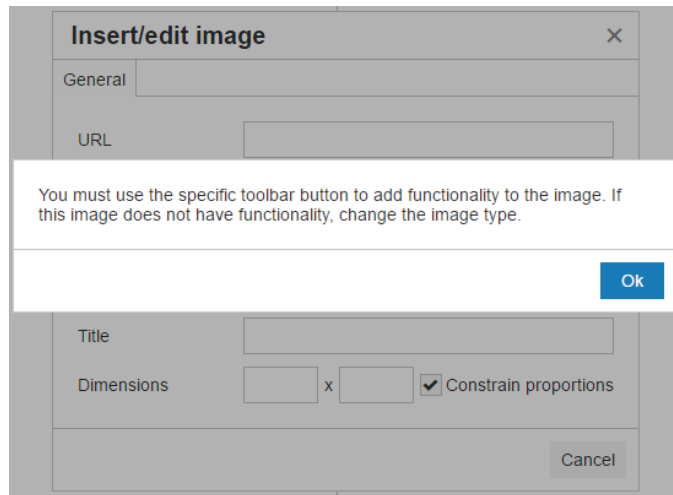 Insert/edit image ×
General
URL
You must use the specific toolbar button to add functionality to the image. If
this image does not have functionality, change the image type.
Ok
Title
Dimensions x Constrain proportions
Cancel